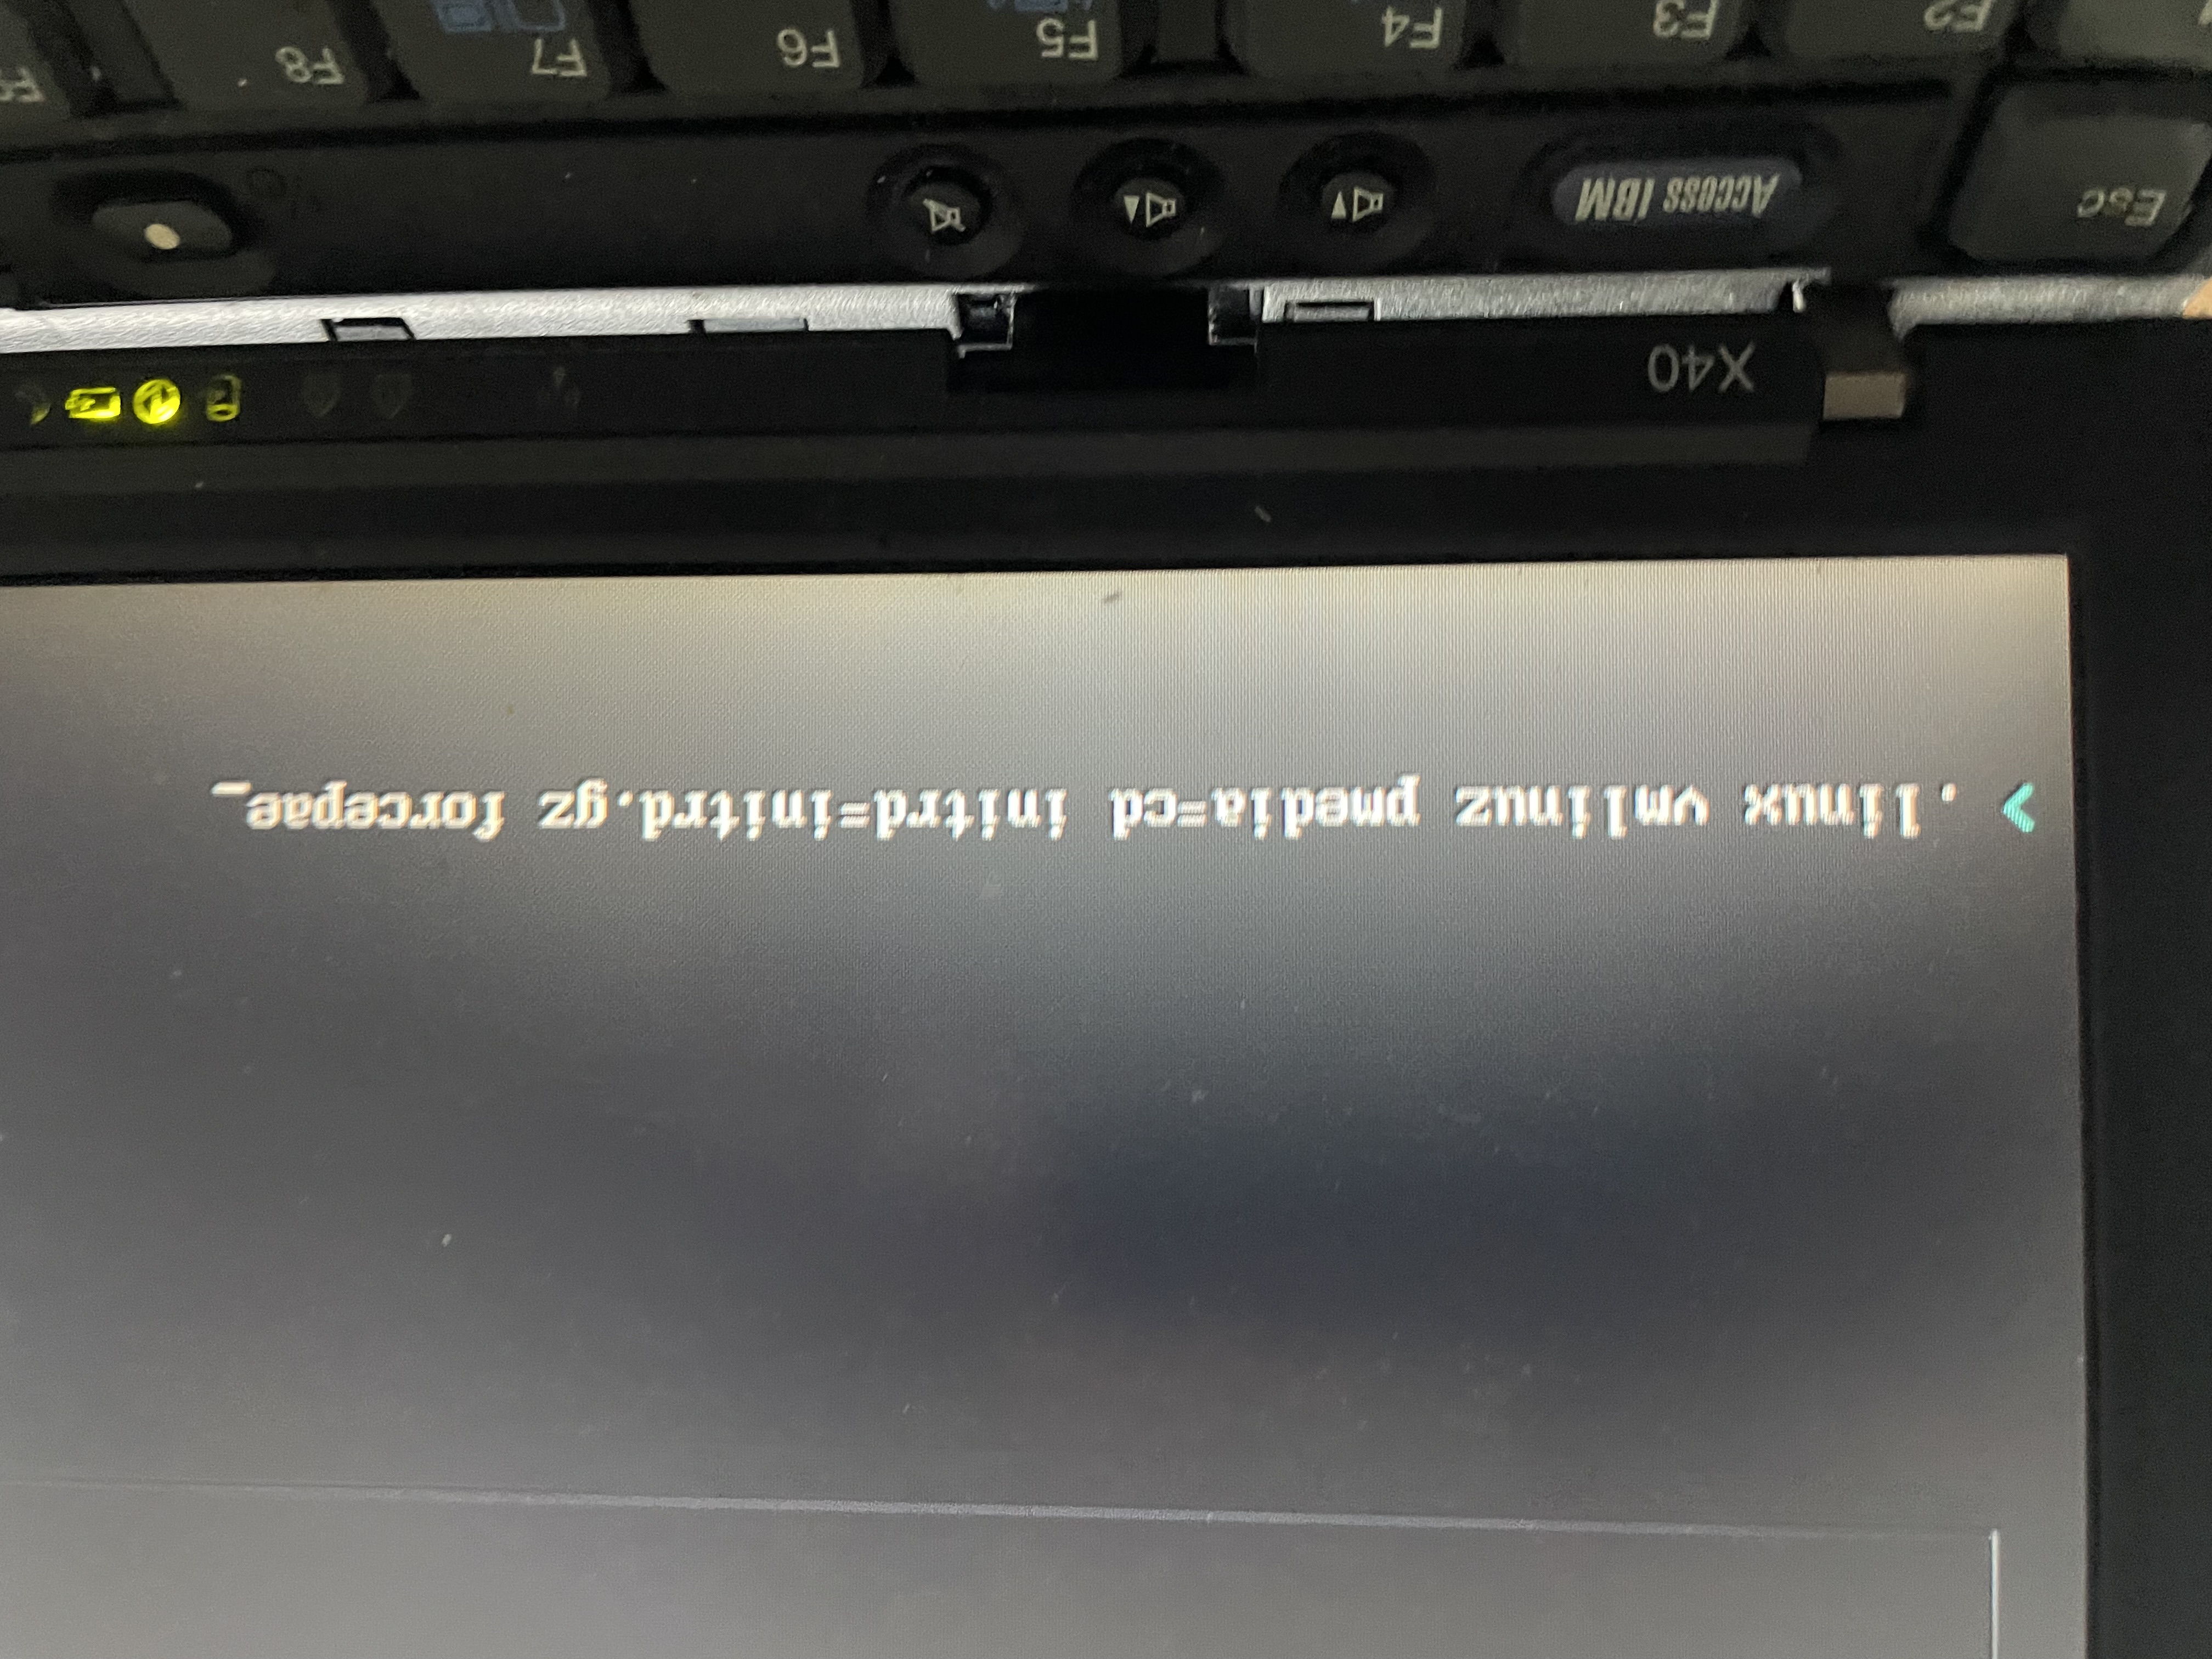 > .linux vmlinuz pmedia=cd initrd=initrd.gz forcepae_
X40
Esc
Access IBM
F2 F3 F4 F5 F6 F7 F8